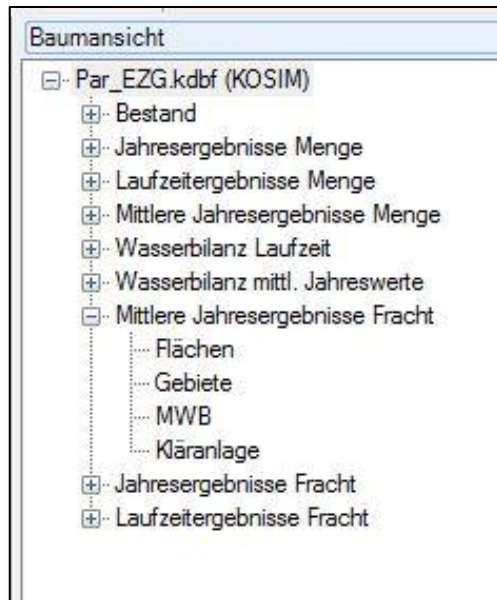 Baumansicht
Par_EZG.kdbf (KOSIM)
Bestand
Jahresergebnisse Menge
Laufzeitergebnisse Menge
Mittlere Jahresergebnisse Menge
Wasserbilanz Laufzeit
Wasserbilanz mittl. Jahreswerte
Mittlere Jahresergebnisse Fracht
Flächen
Gebiete
MWB
Kläranlage
Jahresergebnisse Fracht
Laufzeitergebnisse Fracht